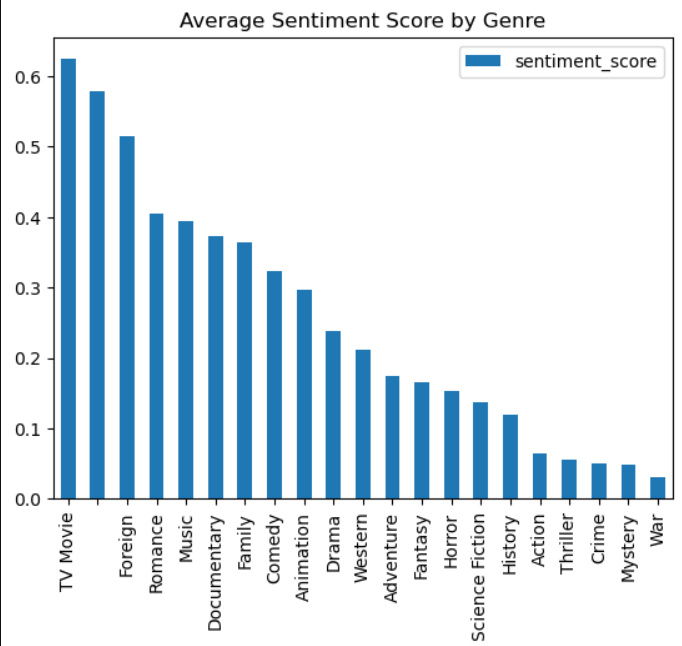 Average Sentiment Score by Genre
sentiment_score
0.6
0.5
0.4
0.3
0.2
0.1
0.0
TV Movie
Foreign
Romance
Music
Documentary
Family
Comedy
Animation
Drama
Western
Adventure
Fantasy
Horror
Science Fiction
History
Action
Thriller
Crime
Mystery
War